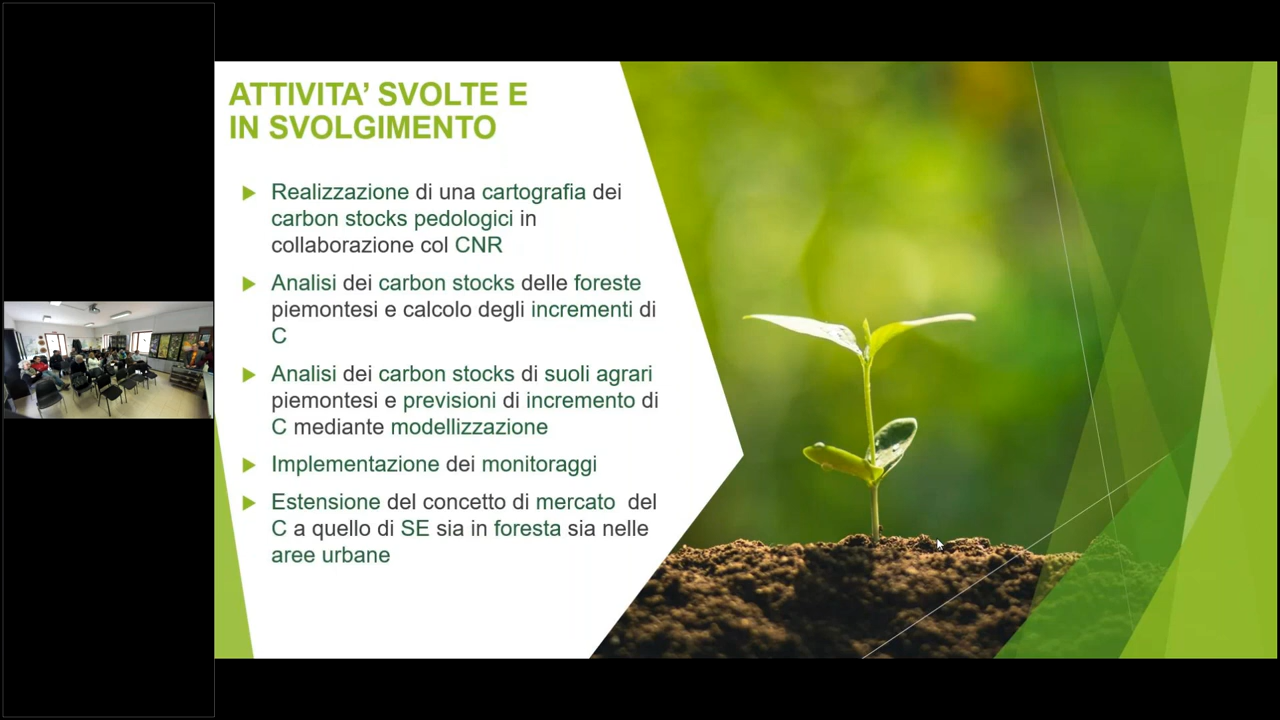 ATTIVITA’ SVOLTE E
IN SVOLGIMENTO
Realizzazione di una cartografia dei
carbon stocks pedologici in
collaborazione col CNR
Analisi dei carbon stocks delle foreste
piemontesi e calcolo degli incrementi di
C
Analisi dei carbon stocks di suoli agrari
piemontesi e previsioni di incremento di
C mediante modellizzazione
Implementazione dei monitoraggi
Estensione del concetto di mercato del
C a quello di SE sia in foresta sia nelle
aree urbane